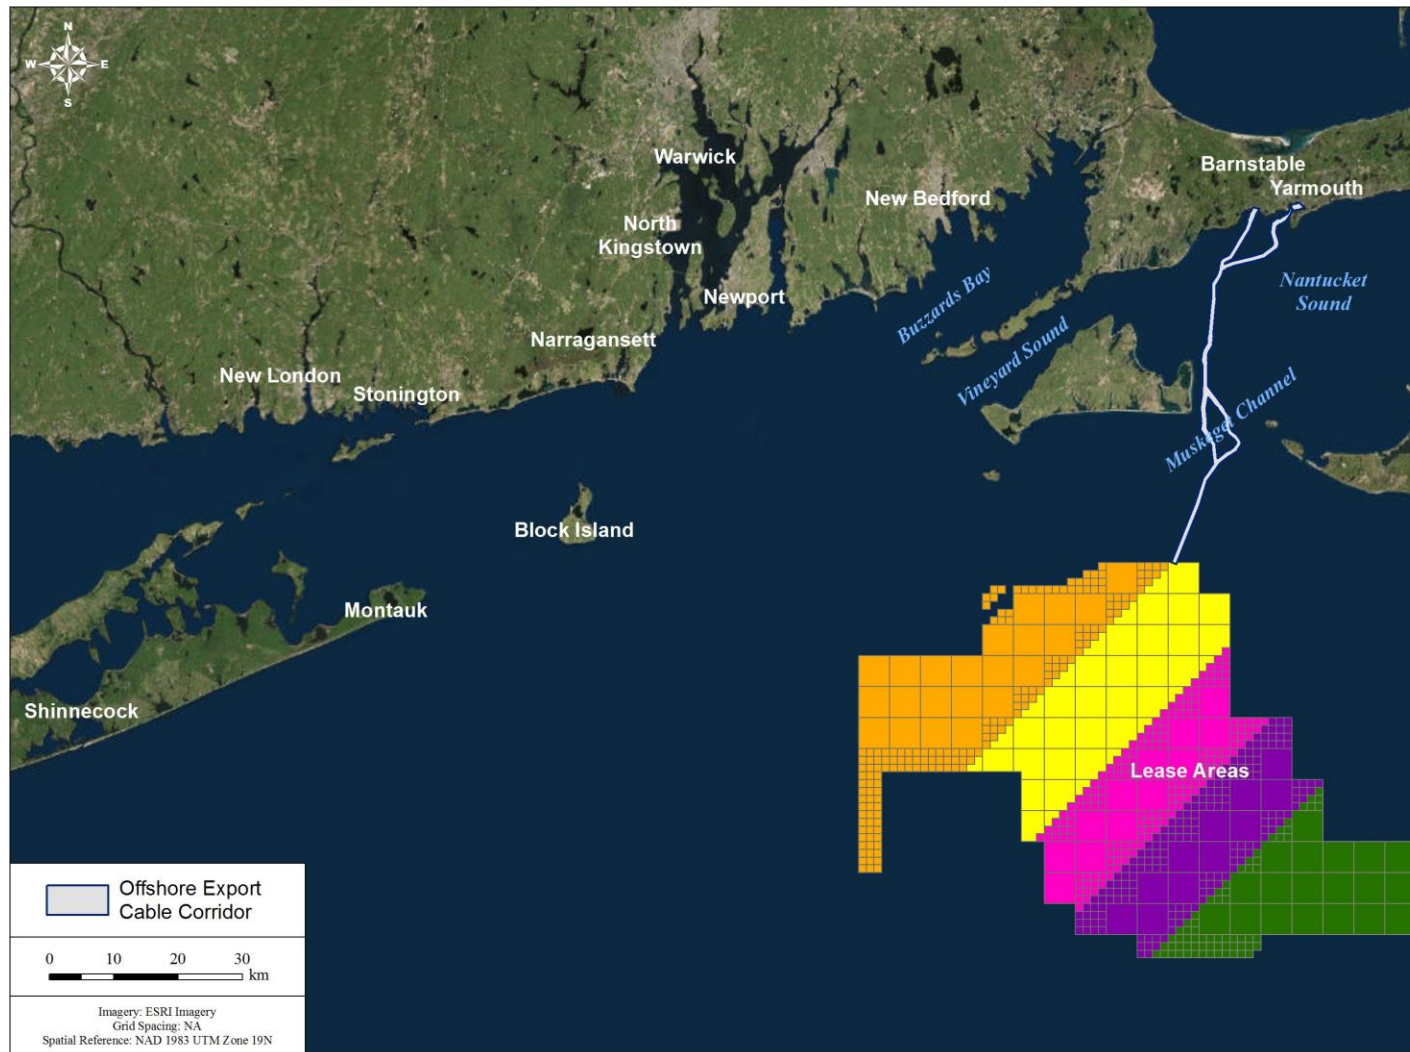 N
W E
S
Warwick
Barnstable
Yarmouth
New Bedford
North
Kingstown
Nantucket
Sound
Buzzards Bay
Newport
Narragansett
Vineyard Sound
New London
Stonington
Muskeget Channel
Block Island
Montauk
Shinnecock
Lease Areas
Offshore Export
Cable Corridor
0 10 20 30
km
Imagery: ESRI Imagery
Grid Spacing: NA
Spatial Reference: NAD 1983 UTM Zone 19N